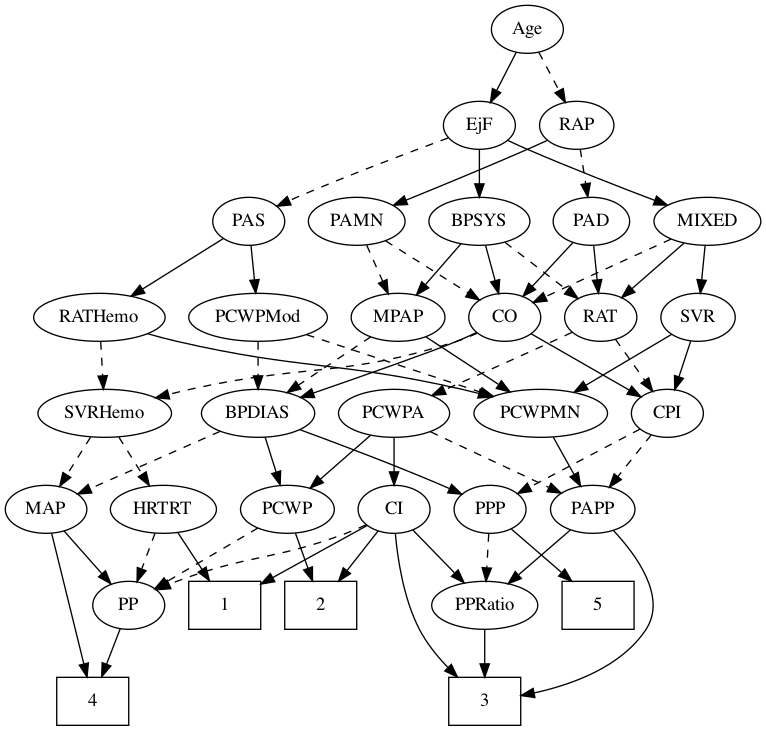 Age
EjF
RAP
PAS
PAMN
BPSYS
PAD
MIXED
RATHemo
PCWPMod
MPAP
CO
RAT
SVR
SVRHemo
BPDIAS
PCWPA
PCWPMN
CPI
MAP
HRTRT
PCWP
CI
PPP
PAPP
PP
1
2
PPRatio
5
4
3